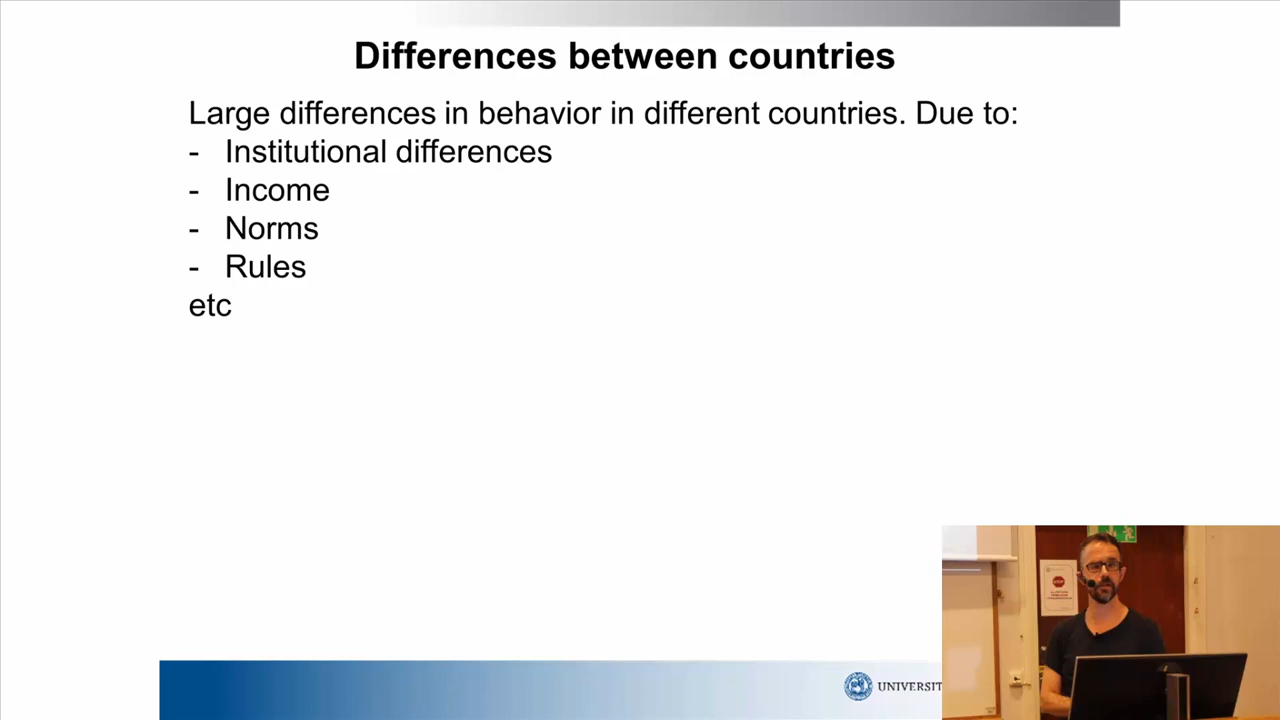 Differences between countries
Large differences in behavior in different countries. Due to:
- Institutional differences
- Income
- Norms
- Rules
etc
UNIVERSIT
STOP